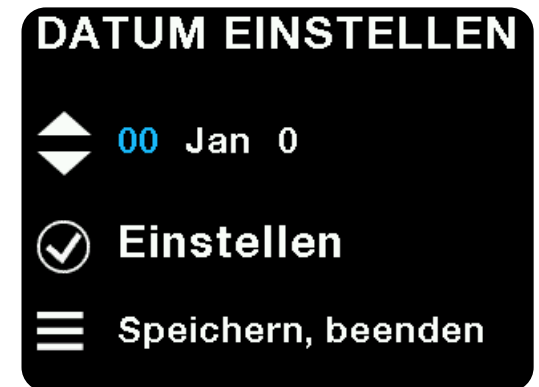 DATUM EINSTELLEN
00 Jan 0
Einstellen
Speichern, beenden